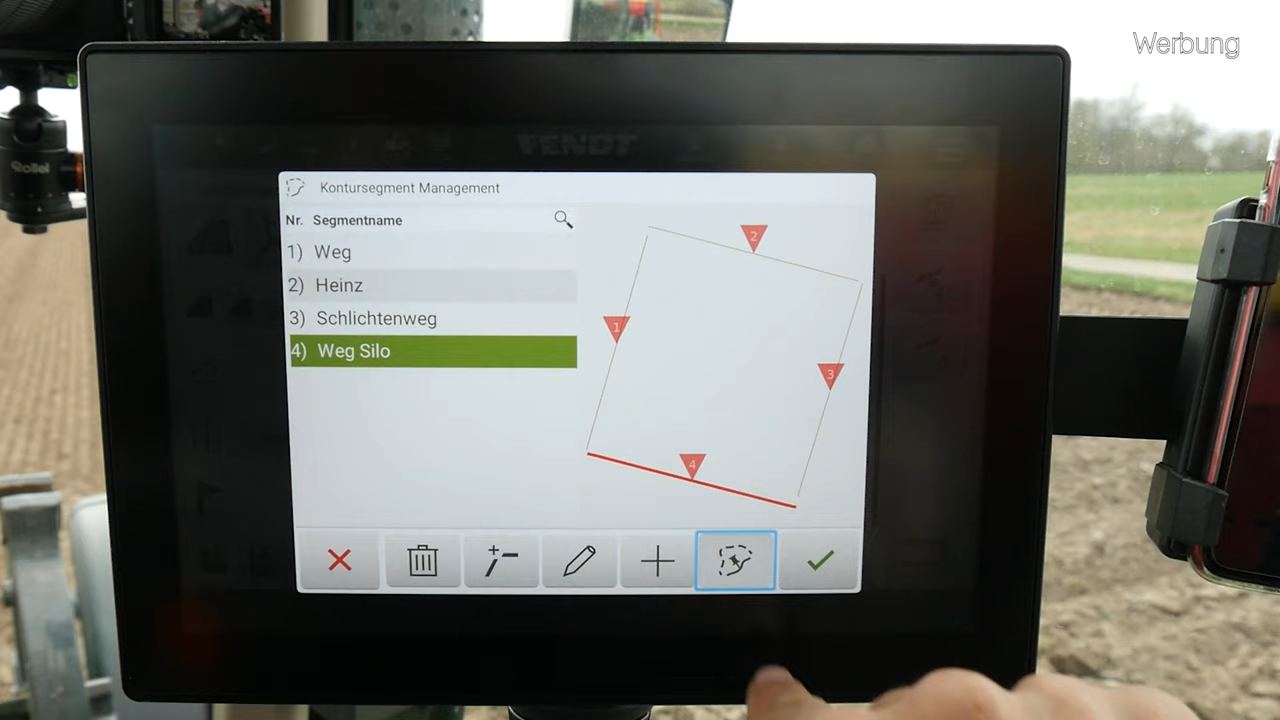 Werbung
Rollei
FENDT
Kontursegment Management
Nr. Segmentname
1) Weg
2) Heinz
3) Schlichtenweg
4) Weg Silo
2
1
3
4